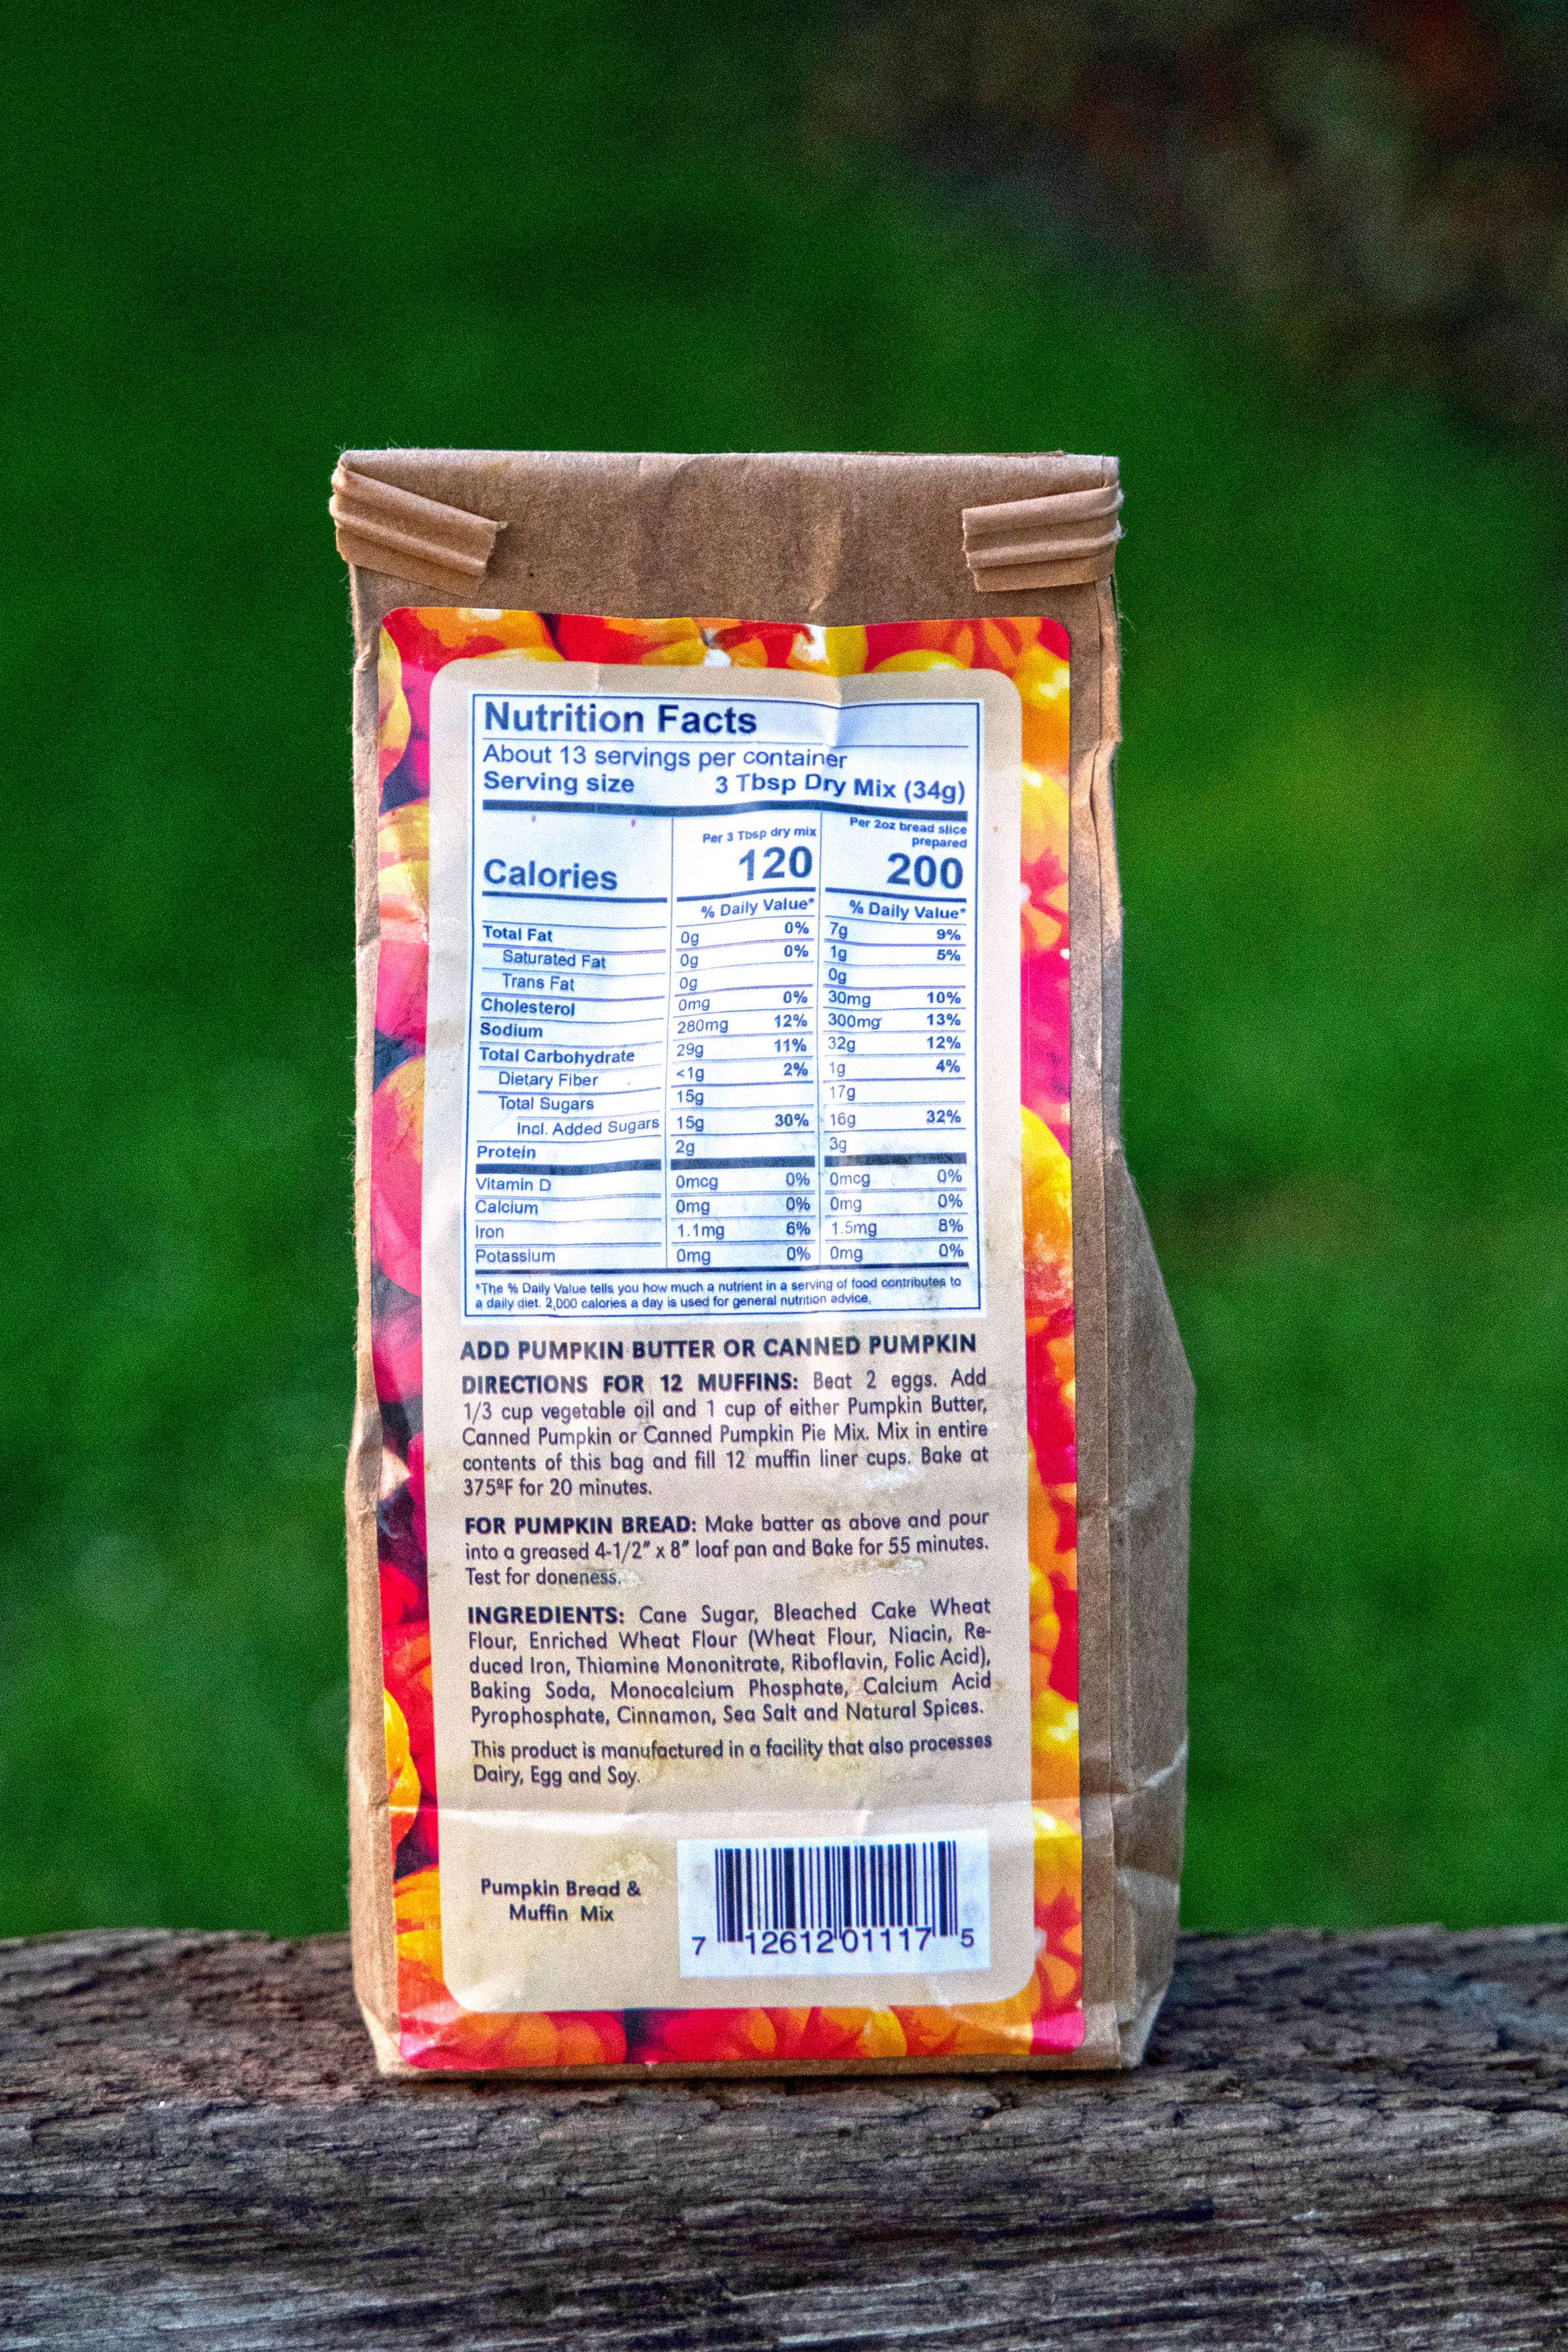 Nutrition Facts
About 13 servings per container
Serving size 3 Tbsp Dry Mix (34g)
Per 3 Tbsp dry mix Per 2oz bread slice prepared
Calories 120 200
% Daily Value* % Daily Value*
Total Fat 0g 0% 7g 9%
Saturated Fat 0g 0% 1g 5%
Trans Fat 0g 0g
Cholesterol 0mg 0% 30mg 10%
Sodium 280mg 12% 300mg 13%
Total Carbohydrate 29g 11% 32g 12%
Dietary Fiber <1g 2% 1g 4%
Total Sugars 15g 17g
Incl. Added Sugars 15g 30% 16g 32%
Protein 2g 3g
Vitamin D 0mcg 0% 0mcg 0%
Calcium 0mg 0% 0mg 0%
Iron 1.1mg 6% 1.5mg 8%
Potassium 0mg 0% 0mg 0%
*The % Daily Value tells you how much a nutrient in a serving of food contributes to
a daily diet. 2,000 calories a day is used for general nutrition advice.
ADD PUMPKIN BUTTER OR CANNED PUMPKIN
DIRECTIONS FOR 12 MUFFINS: Beat 2 eggs. Add
1/3 cup vegetable oil and 1 cup of either Pumpkin Butter,
Canned Pumpkin or Canned Pumpkin Pie Mix. Mix in entire
contents of this bag and fill 12 muffin liner cups. Bake at
375ºF for 20 minutes.
FOR PUMPKIN BREAD: Make batter as above and pour
into a greased 4-1/2” x 8” loaf pan and Bake for 55 minutes.
Test for doneness.
INGREDIENTS: Cane Sugar, Bleached Cake Wheat
Flour, Enriched Wheat Flour (Wheat Flour, Niacin, Re-
duced Iron, Thiamine Mononitrate, Riboflavin, Folic Acid),
Baking Soda, Monocalcium Phosphate, Calcium Acid
Pyrophosphate, Cinnamon, Sea Salt and Natural Spices.
This product is manufactured in a facility that also processes
Dairy, Egg and Soy.
Pumpkin Bread &
Muffin Mix
7 12612 01117 5